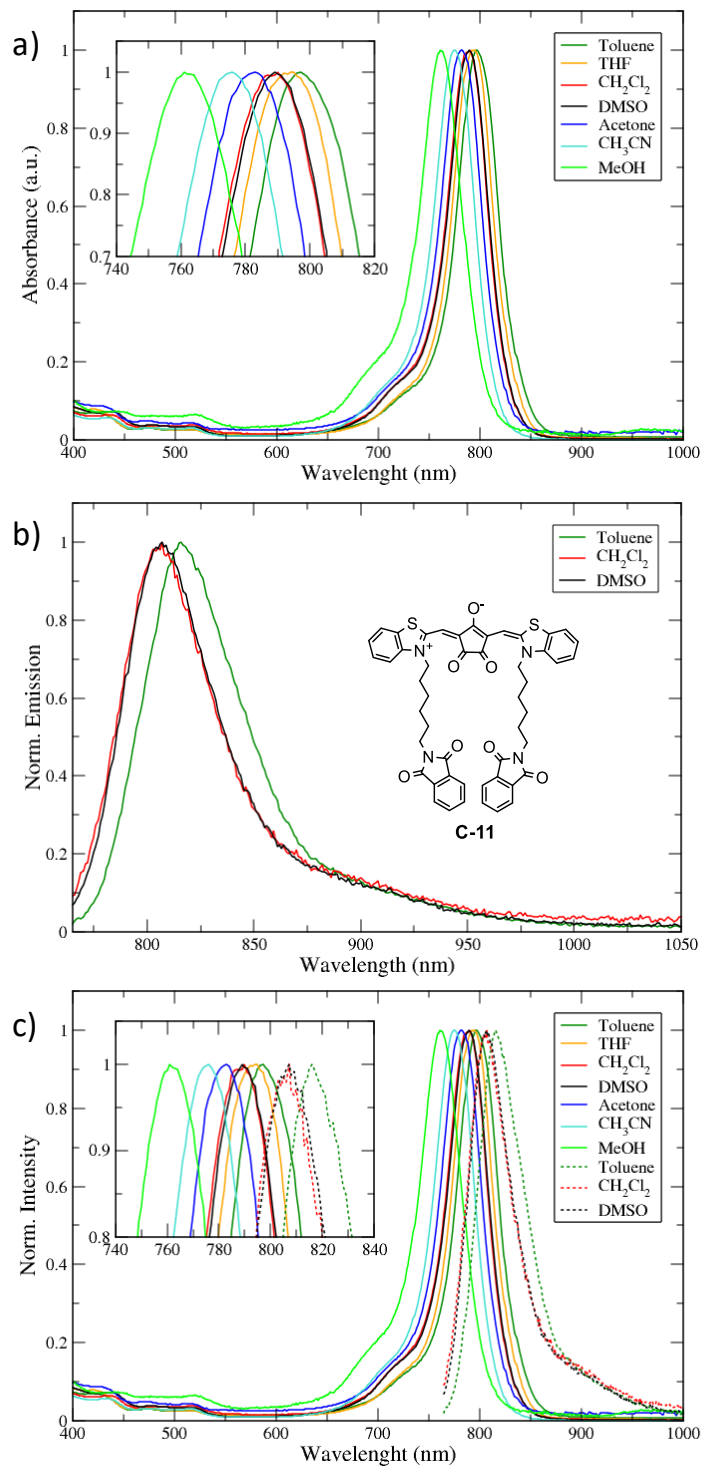 a)
Absorbance (a.u.)
1
0.8
0.6
0.4
0.2
0
1
0.9
0.8
0.7
740 760 780 800 820
Toluene
THF
CH₂Cl₂
DMSO
Acetone
CH₃CN
MeOH
400 500 600 700 800 900 1000
Wavelenght (nm)
b)
Norm. Emission
1
0.8
0.6
0.4
0.2
0
Toluene
CH₂Cl₂
DMSO
O⁻
S S
N⁺ O O N
O O
N N
O O
C-11
800 850 900 950 1000 1050
Wavelength (nm)
c)
Norm. Intensity
1
0.8
0.6
0.4
0.2
0
1
0.9
0.8
740 760 780 800 820 840
Toluene
THF
CH₂Cl₂
DMSO
Acetone
CH₃CN
MeOH
Toluene
CH₂Cl₂
DMSO
400 500 600 700 800 900 1000
Wavelenght (nm)